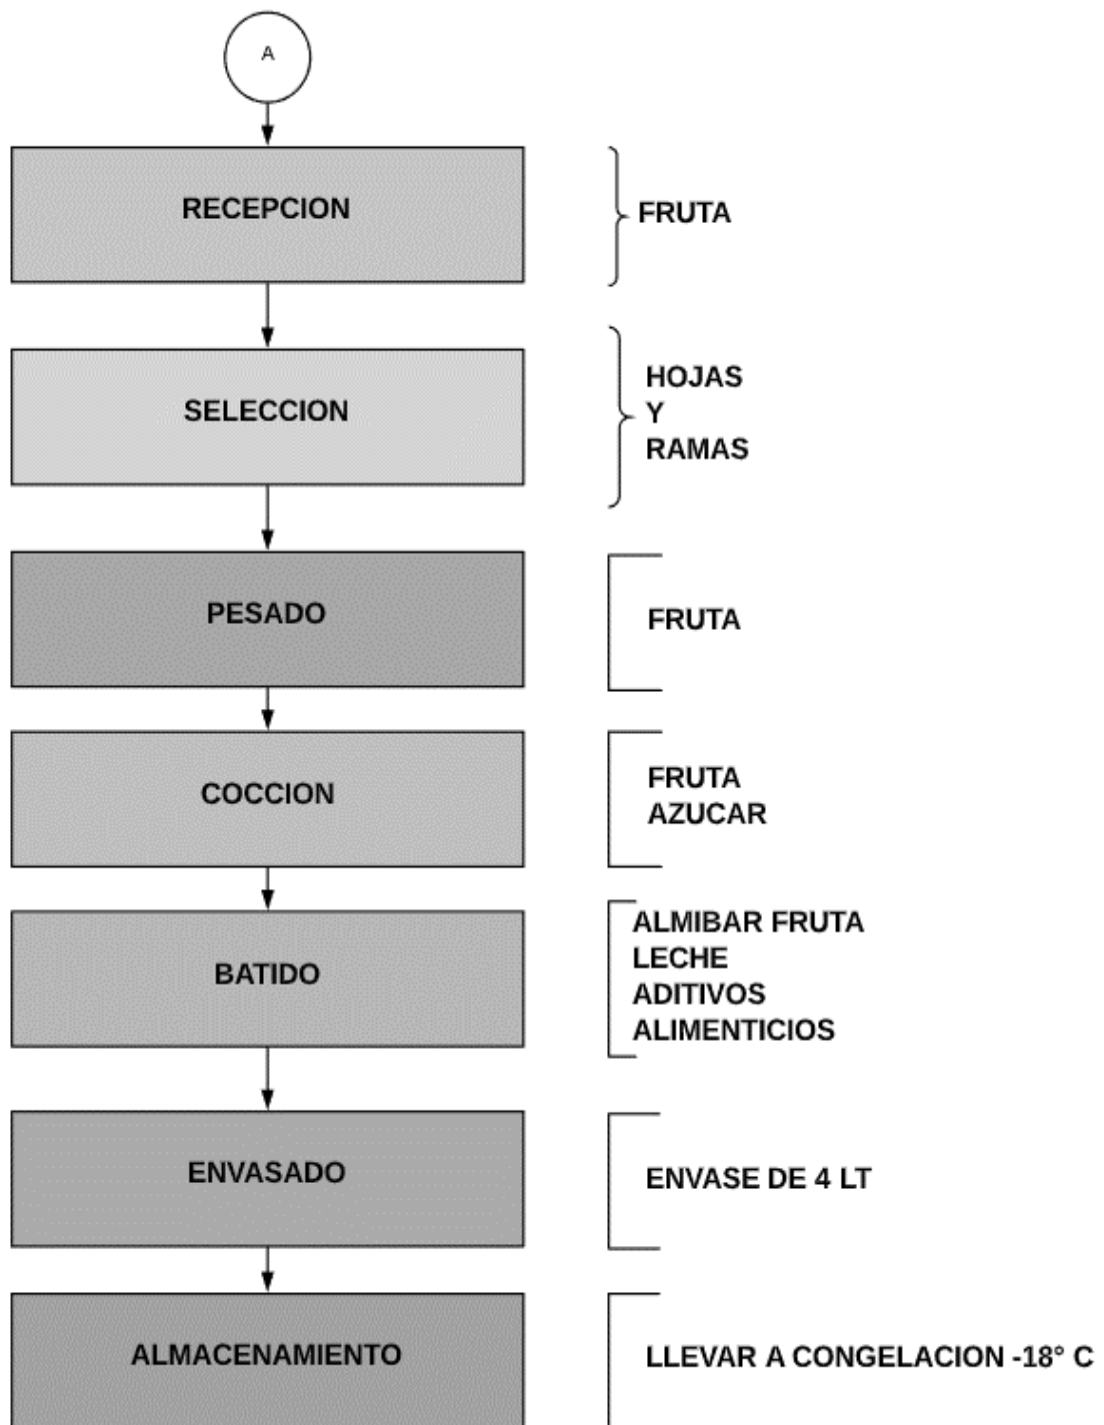 A
RECEPCION
FRUTA
SELECCION
HOJAS
Y
RAMAS
PESADO
FRUTA
COCCION
FRUTA
AZUCAR
BATIDO
ALMIBAR FRUTA
LECHE
ADITIVOS
ALIMENTICIOS
ENVASADO
ENVASE DE 4 LT
ALMACENAMIENTO
LLEVAR A CONGELACION -18° C